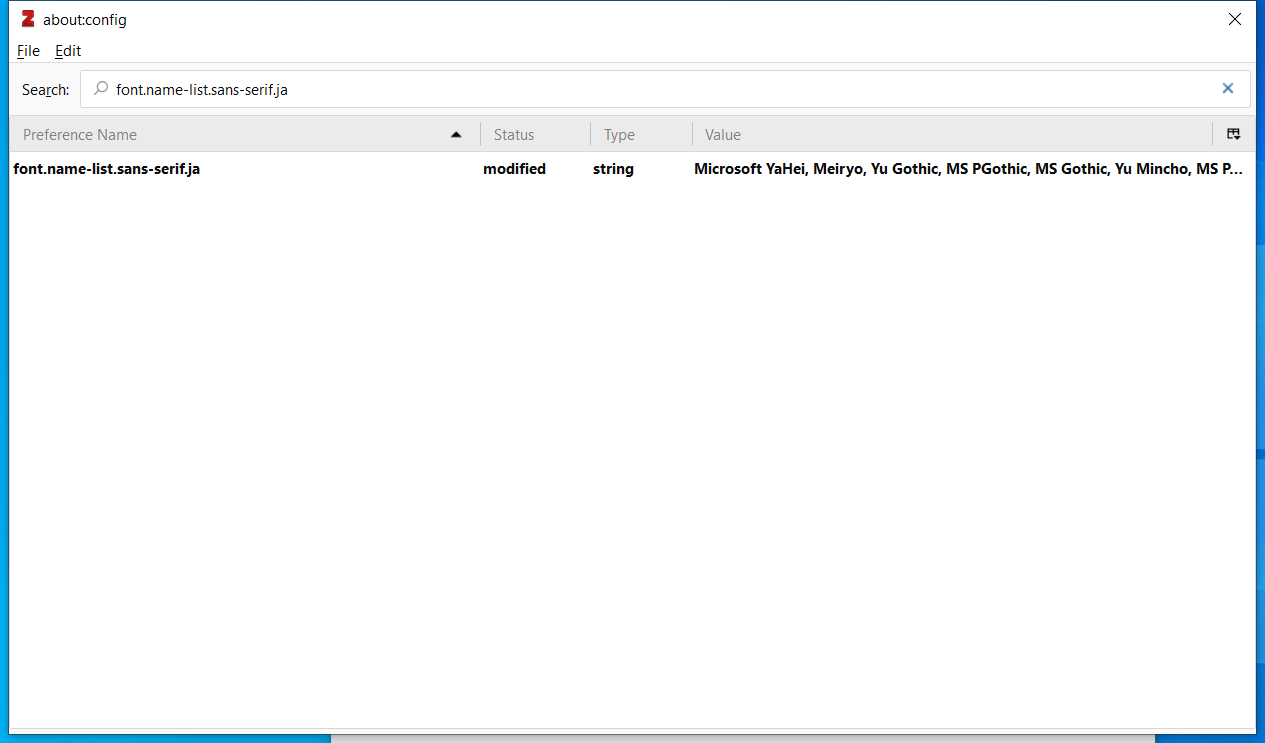 Z about:config
File Edit
Search: font.name-list.sans-serif.ja
Preference Name Status Type Value
font.name-list.sans-serif.ja modified string Microsoft YaHei, Meiryo, Yu Gothic, MS PGothic, MS Gothic, Yu Mincho, MS P...